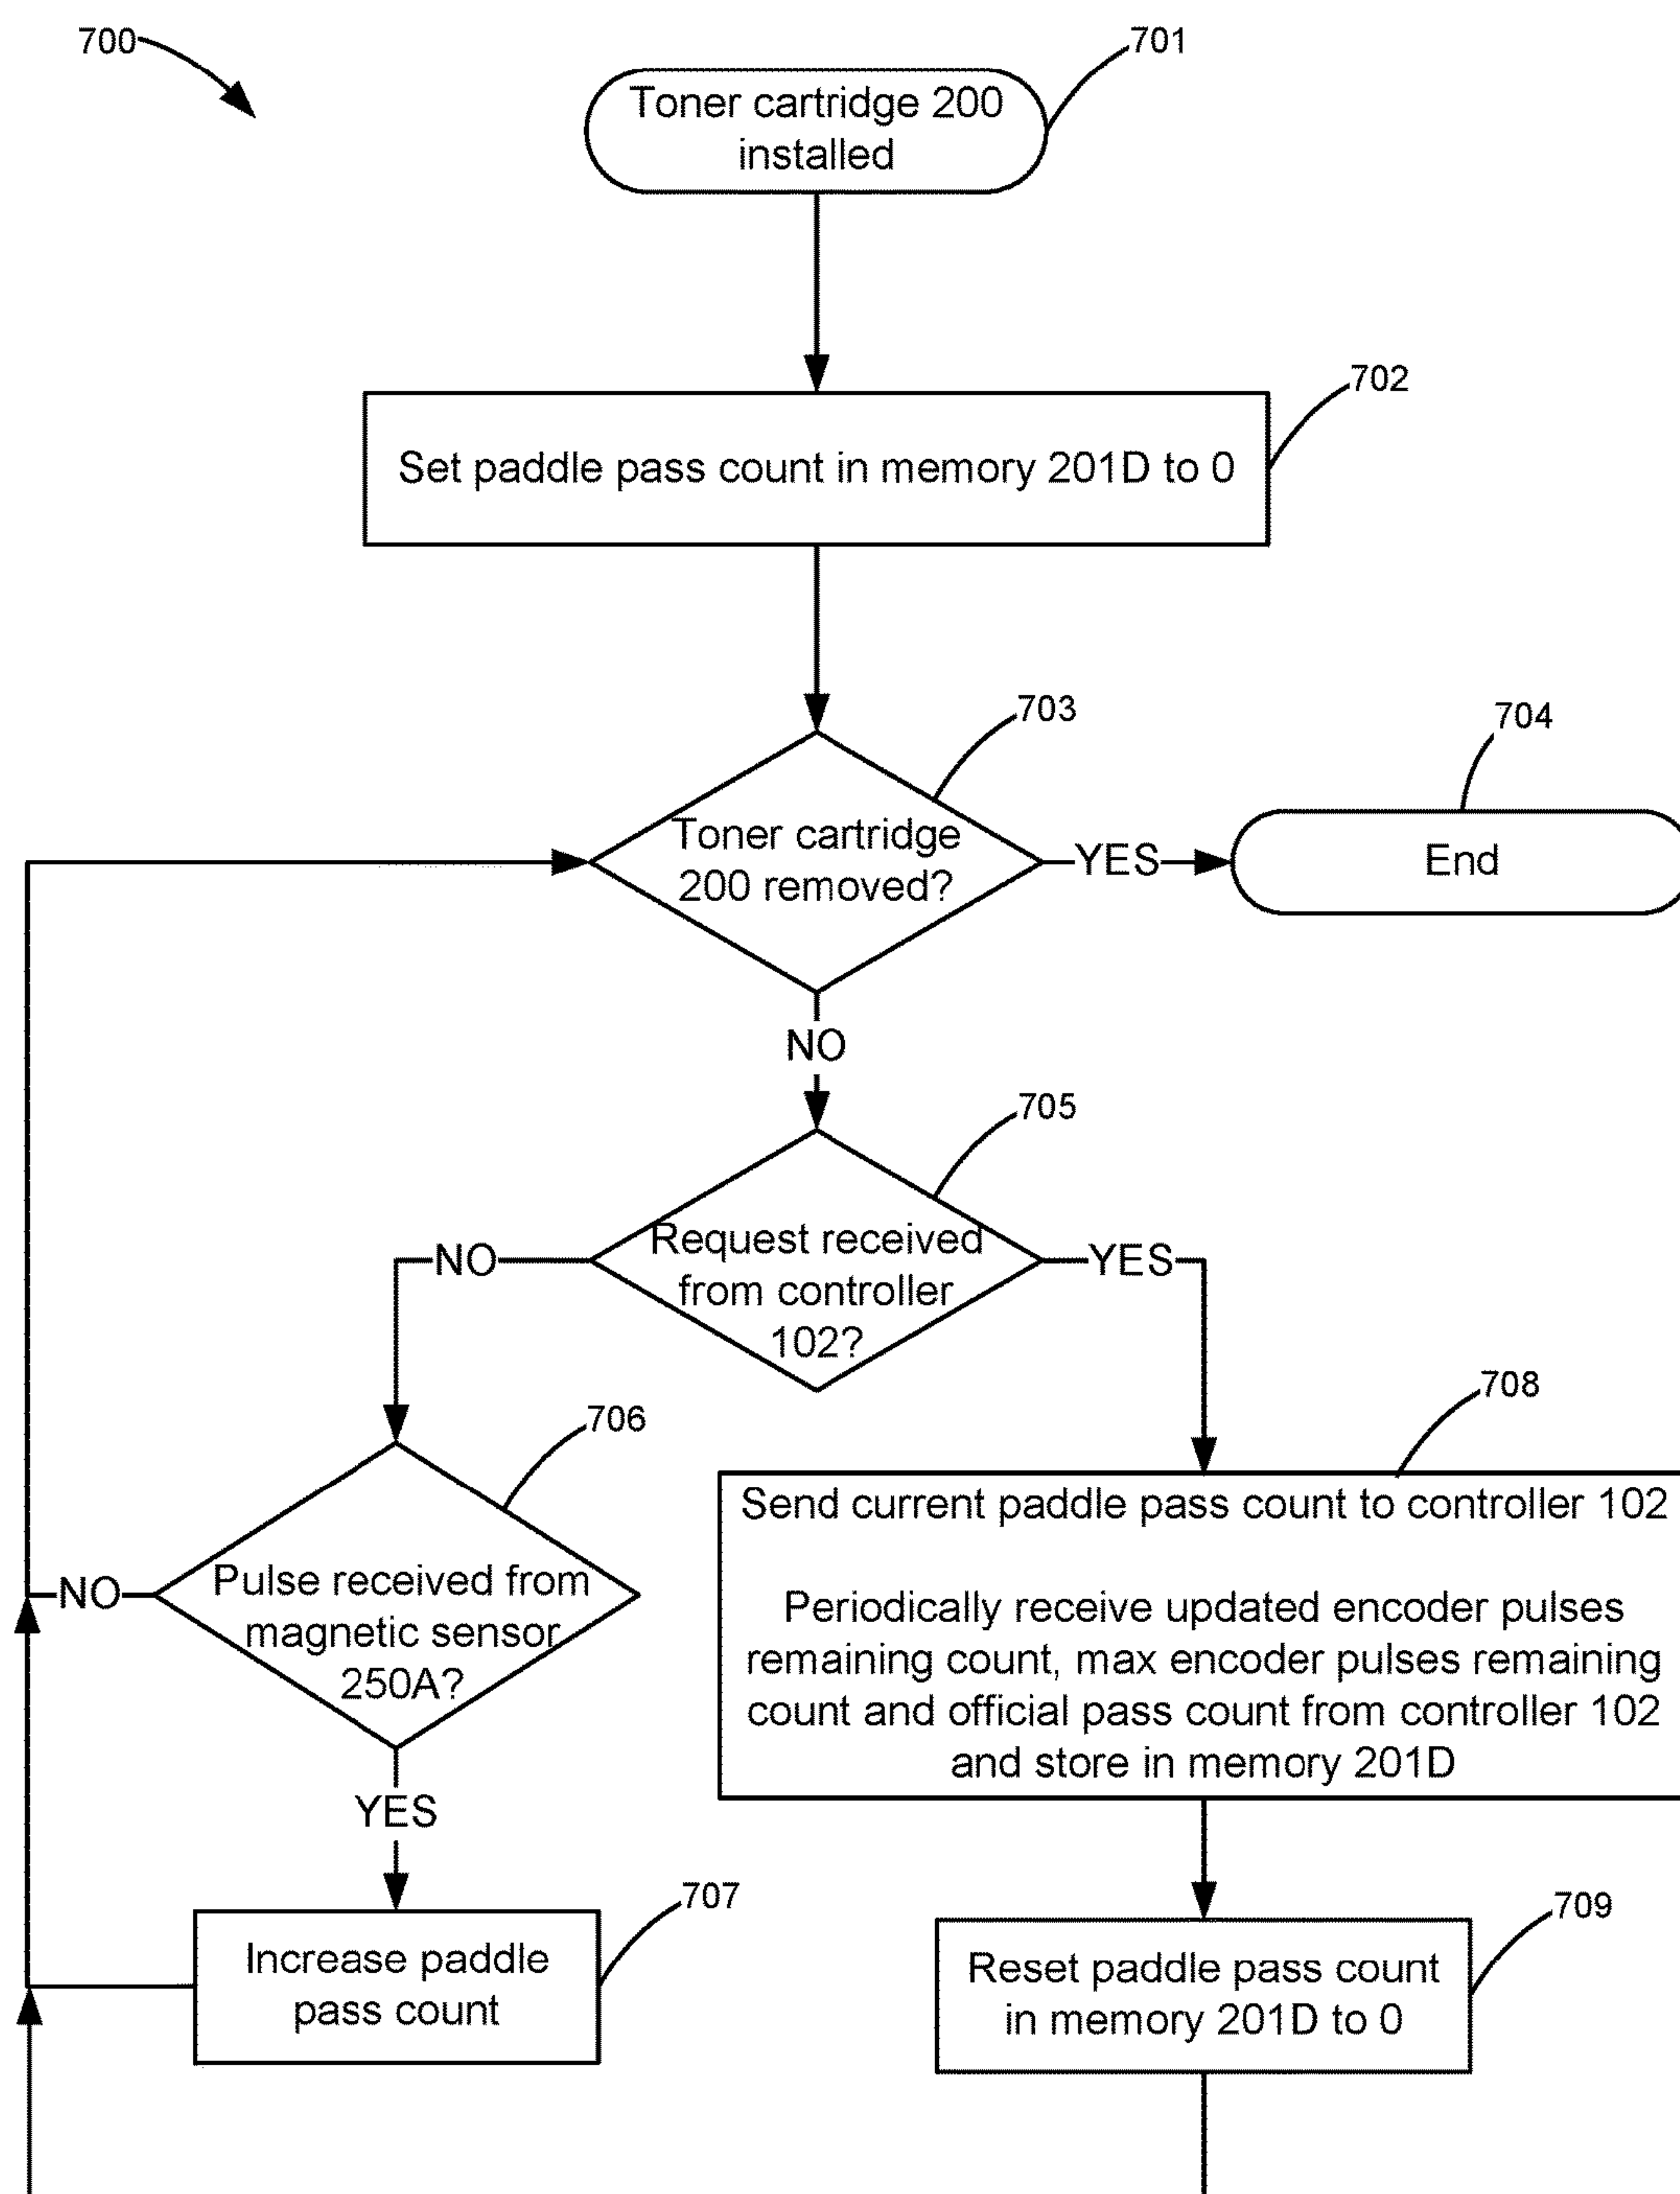 700
701
Toner cartridge 200
installed
702
Set paddle pass count in memory 201D to 0
703
704
Toner cartridge
200 removed?
YES
End
NO
705
Request received
from controller
102?
NO
YES
706
708
Pulse received from
magnetic sensor
250A?
NO
YES
Send current paddle pass count to controller 102
Periodically receive updated encoder pulses
remaining count, max encoder pulses remaining
count and official pass count from controller 102
and store in memory 201D
707
Increase paddle
pass count
709
Reset paddle pass count
in memory 201D to 0